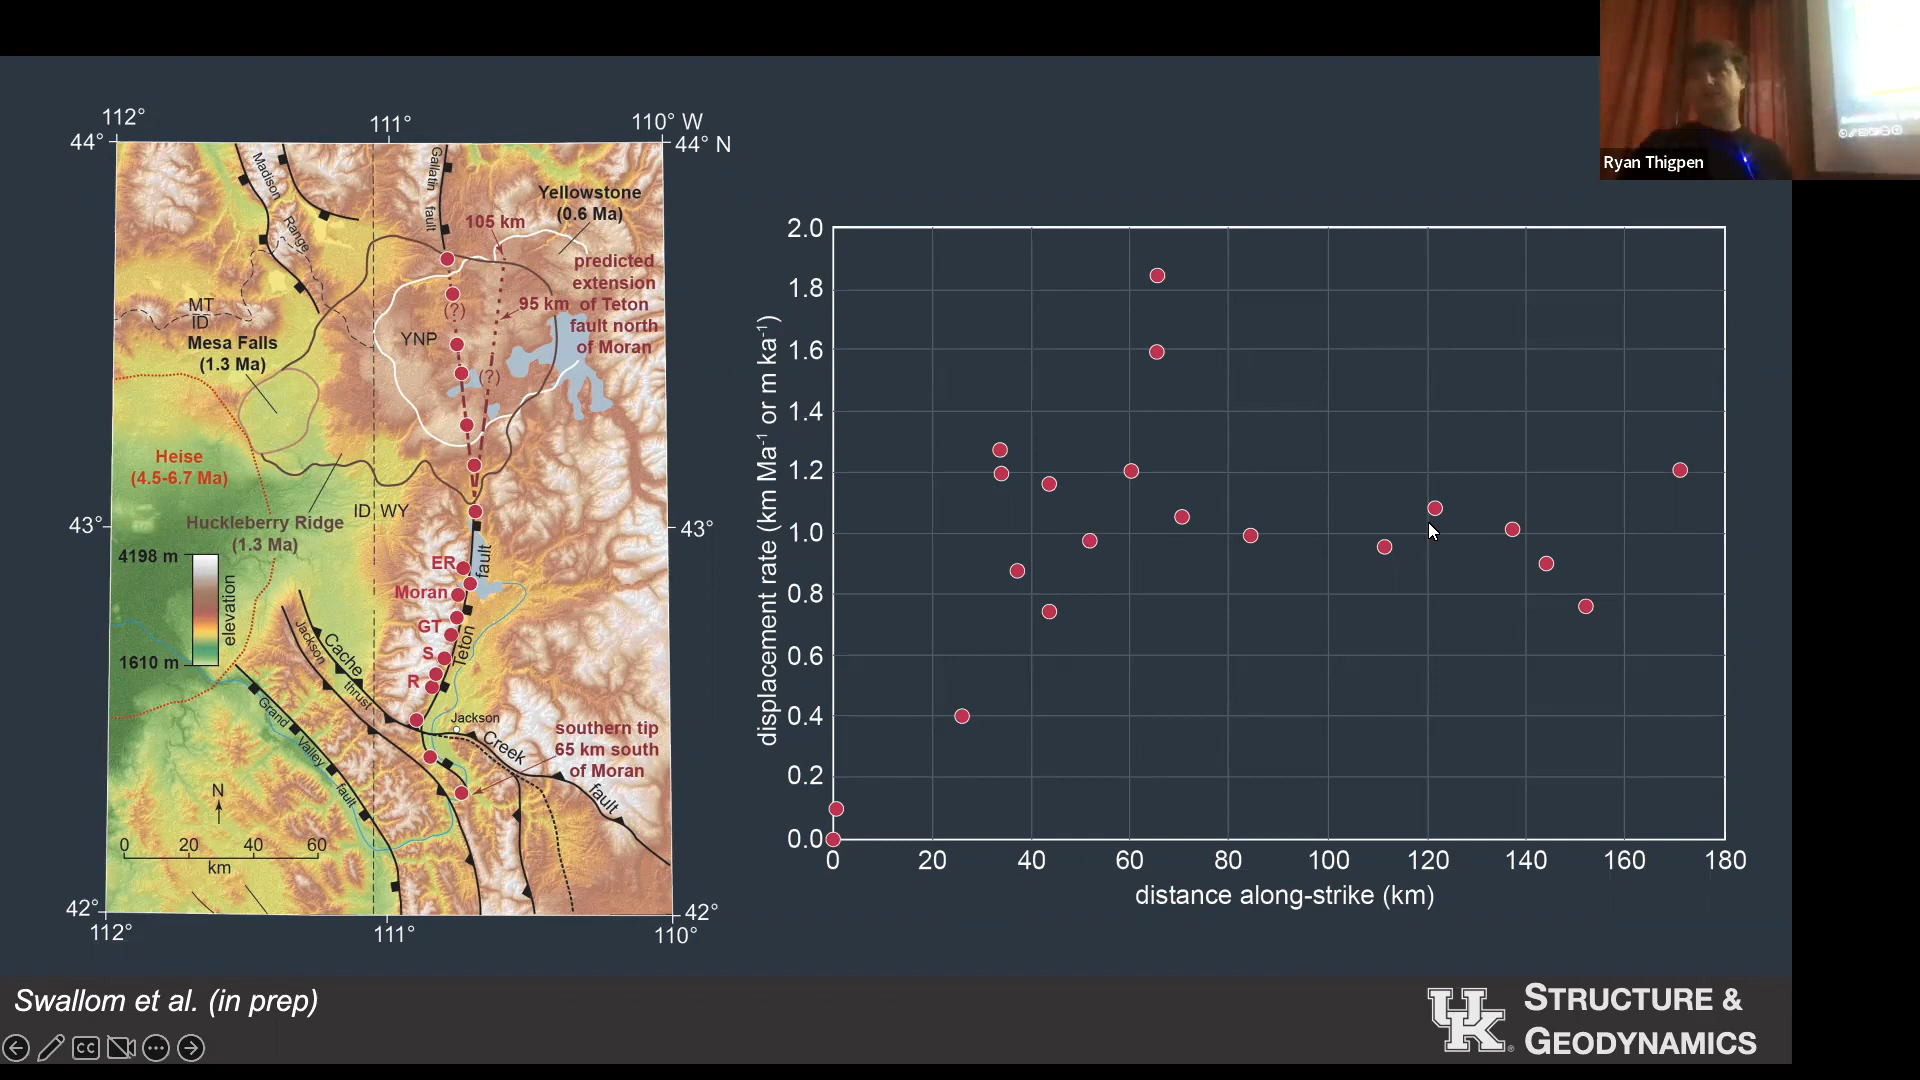 Ryan Thigpen
112°
111°
110° W
44°
44° N
Madison
Range
Gallatin
fault
Yellowstone
(0.6 Ma)
105 km
predicted
extension
of Teton
fault north
of Moran
95 km
(?)
(?)
YNP
MT
ID
Mesa Falls
(1.3 Ma)
Heise
(4.5-6.7 Ma)
ID
WY
43°
43°
Huckleberry Ridge
(1.3 Ma)
4198 m
elevation
1610 m
ER
Moran
GT
S
R
Teton
fault
Jackson
thrust
Cache
Creek
fault
Jackson
Grand
Valley
fault
southern tip
65 km south
of Moran
N
0 20 40 60
km
42°
42°
112°
111°
110°
displacement rate (km Ma⁻¹ or m ka⁻¹)
2.0
1.8
1.6
1.4
1.2
1.0
0.8
0.6
0.4
0.2
0.0
0 20 40 60 80 100 120 140 160 180
distance along-strike (km)
Swallom et al. (in prep)
CC
UK
STRUCTURE &
GEODYNAMICS